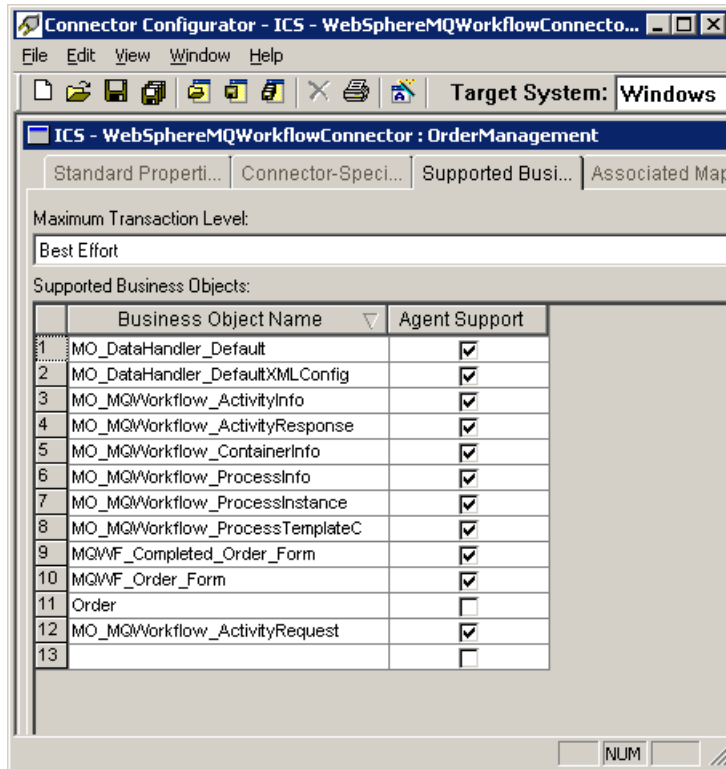 Connector Configurator - ICS - WebSphereMQWorkflowConnecto...
File Edit View Window Help
Target System: Windows
ICS - WebSphereMQWorkflowConnector : OrderManagement
Standard Properti... Connector-Speci... Supported Busi... Associated Map
Maximum Transaction Level:
Best Effort
Supported Business Objects:
Business Object Name Agent Support
1 MO_DataHandler_Default
2 MO_DataHandler_DefaultXMLConfig
3 MO_MQWorkflow_ActivityInfo
4 MO_MQWorkflow_ActivityResponse
5 MO_MQWorkflow_ContainerInfo
6 MO_MQWorkflow_ProcessInfo
7 MO_MQWorkflow_ProcessInstance
8 MO_MQWorkflow_ProcessTemplateC
9 MQWF_Completed_Order_Form
10 MQWF_Order_Form
11 Order
12 MO_MQWorkflow_ActivityRequest
13
NUM